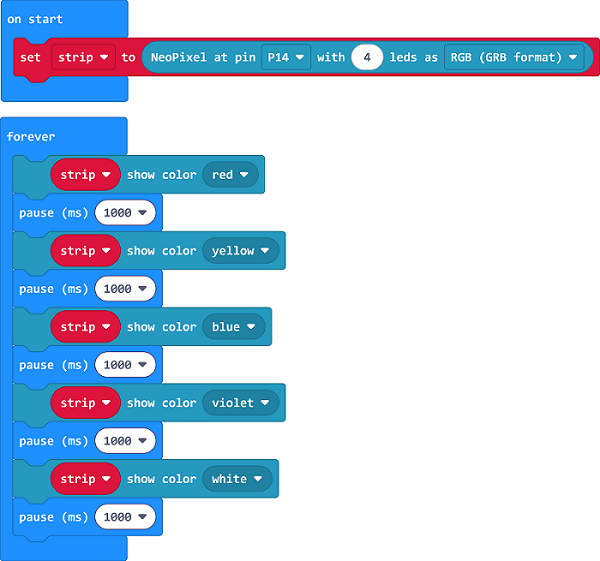 on start
set strip to NeoPixel at pin P14 with 4 leds as RGB (GRB format)
forever
strip show color red
pause (ms) 1000
strip show color yellow
pause (ms) 1000
strip show color blue
pause (ms) 1000
strip show color violet
pause (ms) 1000
strip show color white
pause (ms) 1000